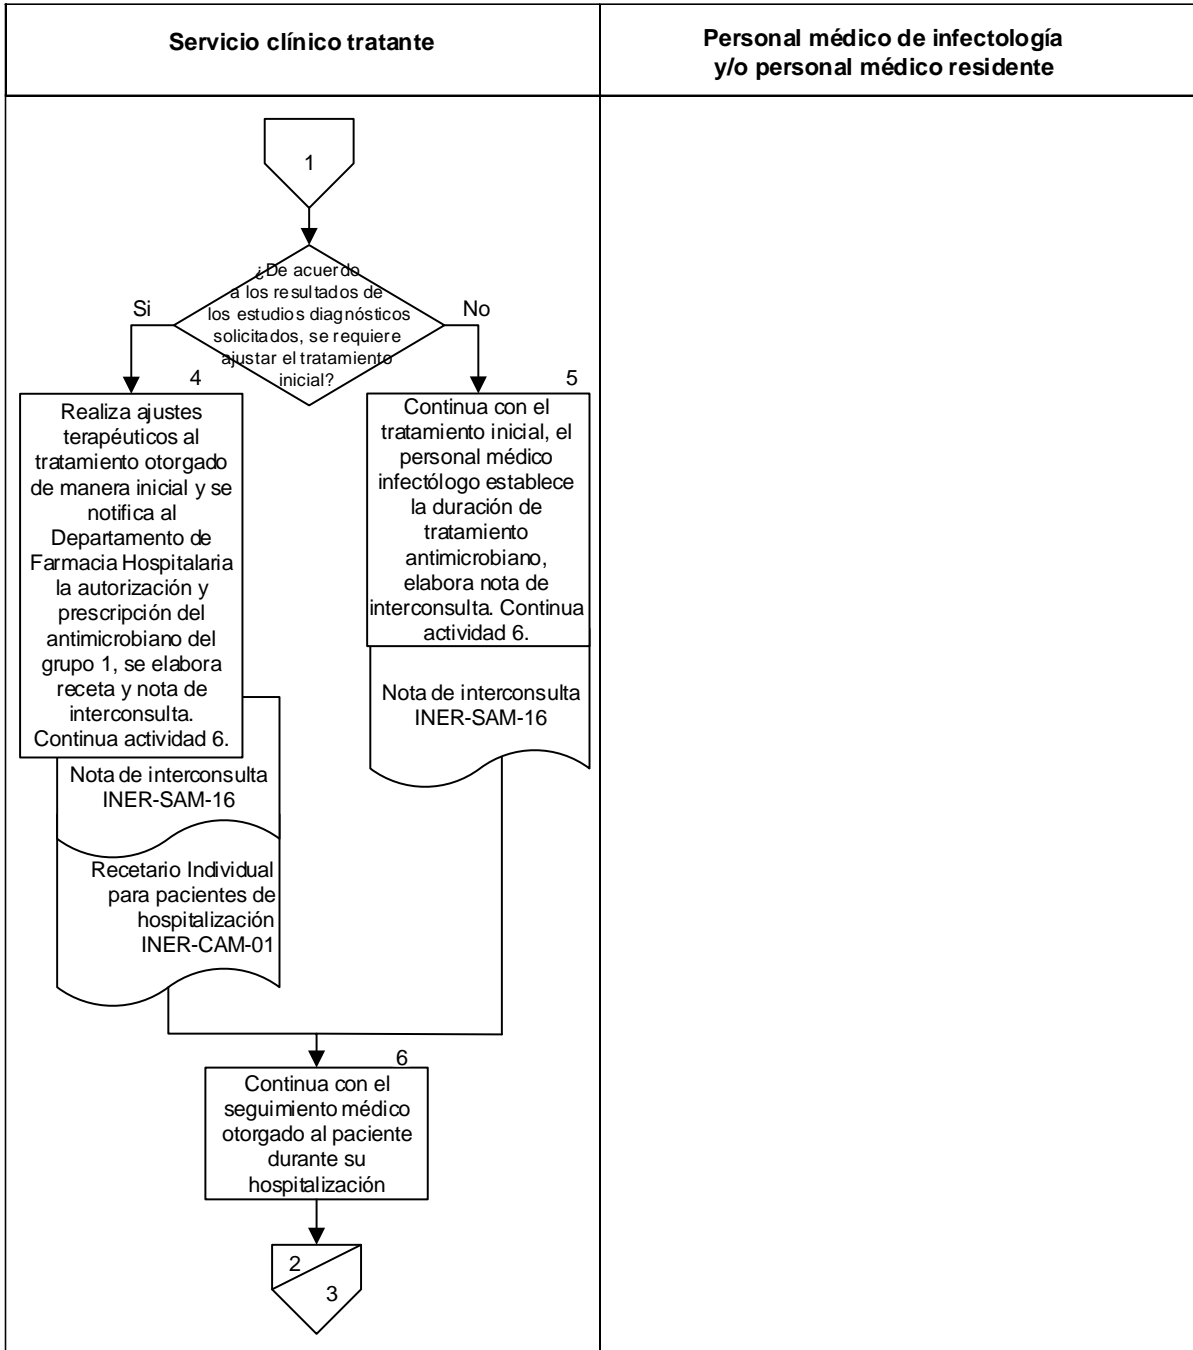 Servicio clínico tratante
Personal médico de infectología
y/o personal médico residente
1
¿De acuerdo
a los resultados de
los estudios diagnósticos
solicitados, se requiere
ajustar el tratamiento
inicial?
Si
No
4
Realiza ajustes
terapéuticos al
tratamiento otorgado
de manera inicial y se
notifica al
Departamento de
Farmacia Hospitalaria
la autorización y
prescripción del
antimicrobiano del
grupo 1, se elabora
receta y nota de
interconsulta.
Continua actividad 6.
Nota de interconsulta
INER-SAM-16
Recetario Individual
para pacientes de
hospitalización
INER-CAM-01
5
Continua con el
tratamiento inicial, el
personal médico
infectólogo establece
la duración de
tratamiento
antimicrobiano,
elabora nota de
interconsulta. Continua
actividad 6.
Nota de interconsulta
INER-SAM-16
6
Continua con el
seguimiento médico
otorgado al paciente
durante su
hospitalización
2
3